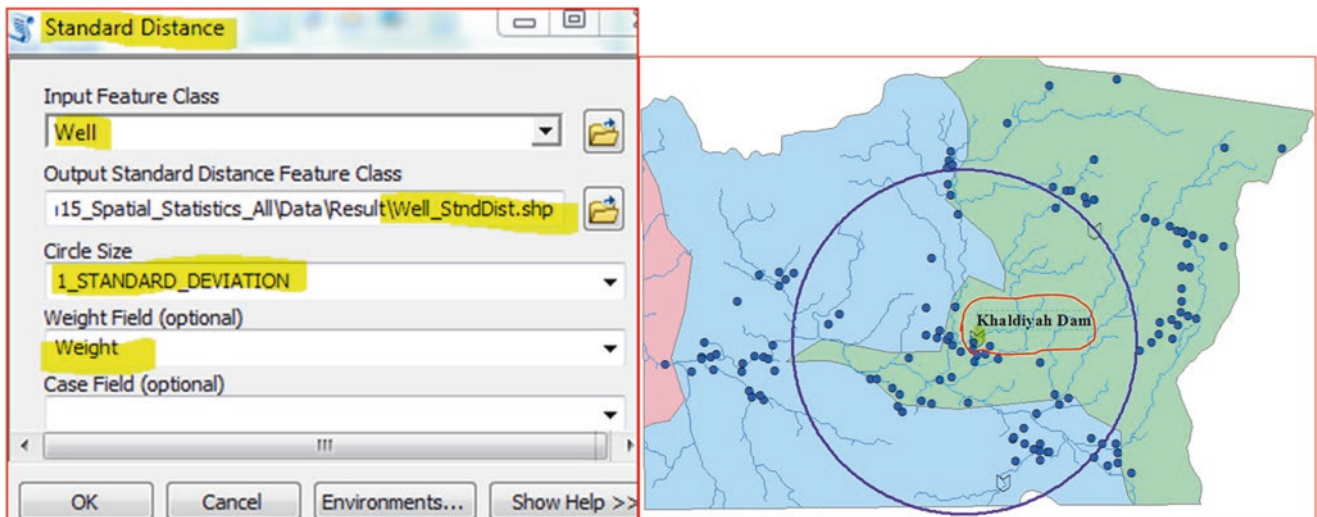 Standard Distance
Input Feature Class
Well
Output Standard Distance Feature Class
15_Spatial_Statistics_All\Data\Result\Well_StndDist.shp
Circle Size
1_STANDARD_DEVIATION
Weight Field (optional)
Weight
Case Field (optional)
OK Cancel Environments... Show Help >>
Khaldiyah Dam